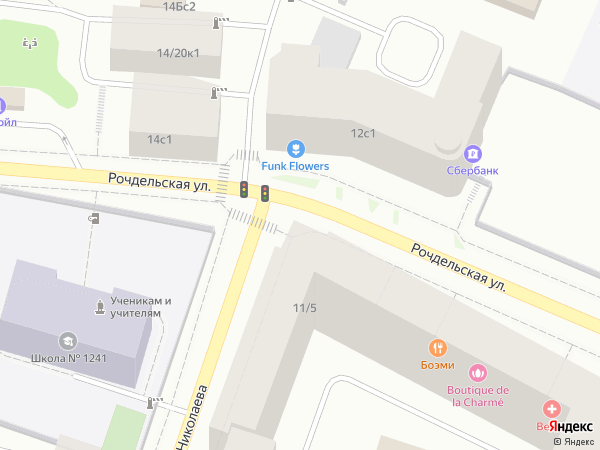 14Бс2
14/20к1
14с1
12с1
Funk Flowers
Сбербанк
Рочдельская ул.
Рочдельская ул.
Ученикам и
учителям
Школа № 1241
11/5
Боэми
Boutique de
la Charmé
Николаева
Яндекс
© Яндекс